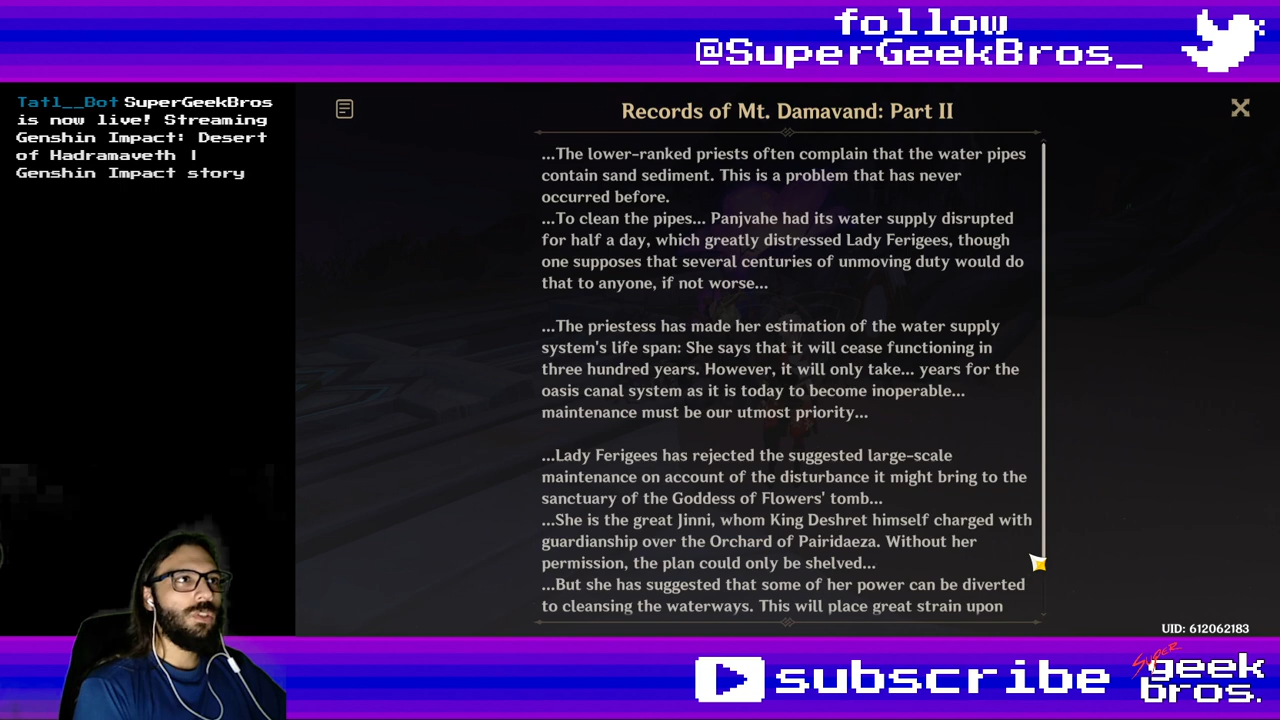 follow
@SuperGeekBros_
Tatl__Bot SuperGeekBros
is now live! Streaming
Genshin Impact: Desert
of Hadramaveth |
Genshin Impact story
Records of Mt. Damavand: Part II
...The lower-ranked priests often complain that the water pipes
contain sand sediment. This is a problem that has never
occurred before.
...To clean the pipes... Panjvahe had its water supply disrupted
for half a day, which greatly distressed Lady Ferigees, though
one supposes that several centuries of unmoving duty would do
that to anyone, if not worse...
...The priestess has made her estimation of the water supply
system's life span: She says that it will cease functioning in
three hundred years. However, it will only take... years for the
oasis canal system as it is today to become inoperable...
maintenance must be our utmost priority...
...Lady Ferigees has rejected the suggested large-scale
maintenance on account of the disturbance it might bring to the
sanctuary of the Goddess of Flowers' tomb...
...She is the great Jinni, whom King Deshret himself charged with
guardianship over the Orchard of Pairidaeza. Without her
permission, the plan could only be shelved...
...But she has suggested that some of her power can be diverted
to cleansing the waterways. This will place great strain upon
UID: 612062183
subscribe
super
geek
bros.